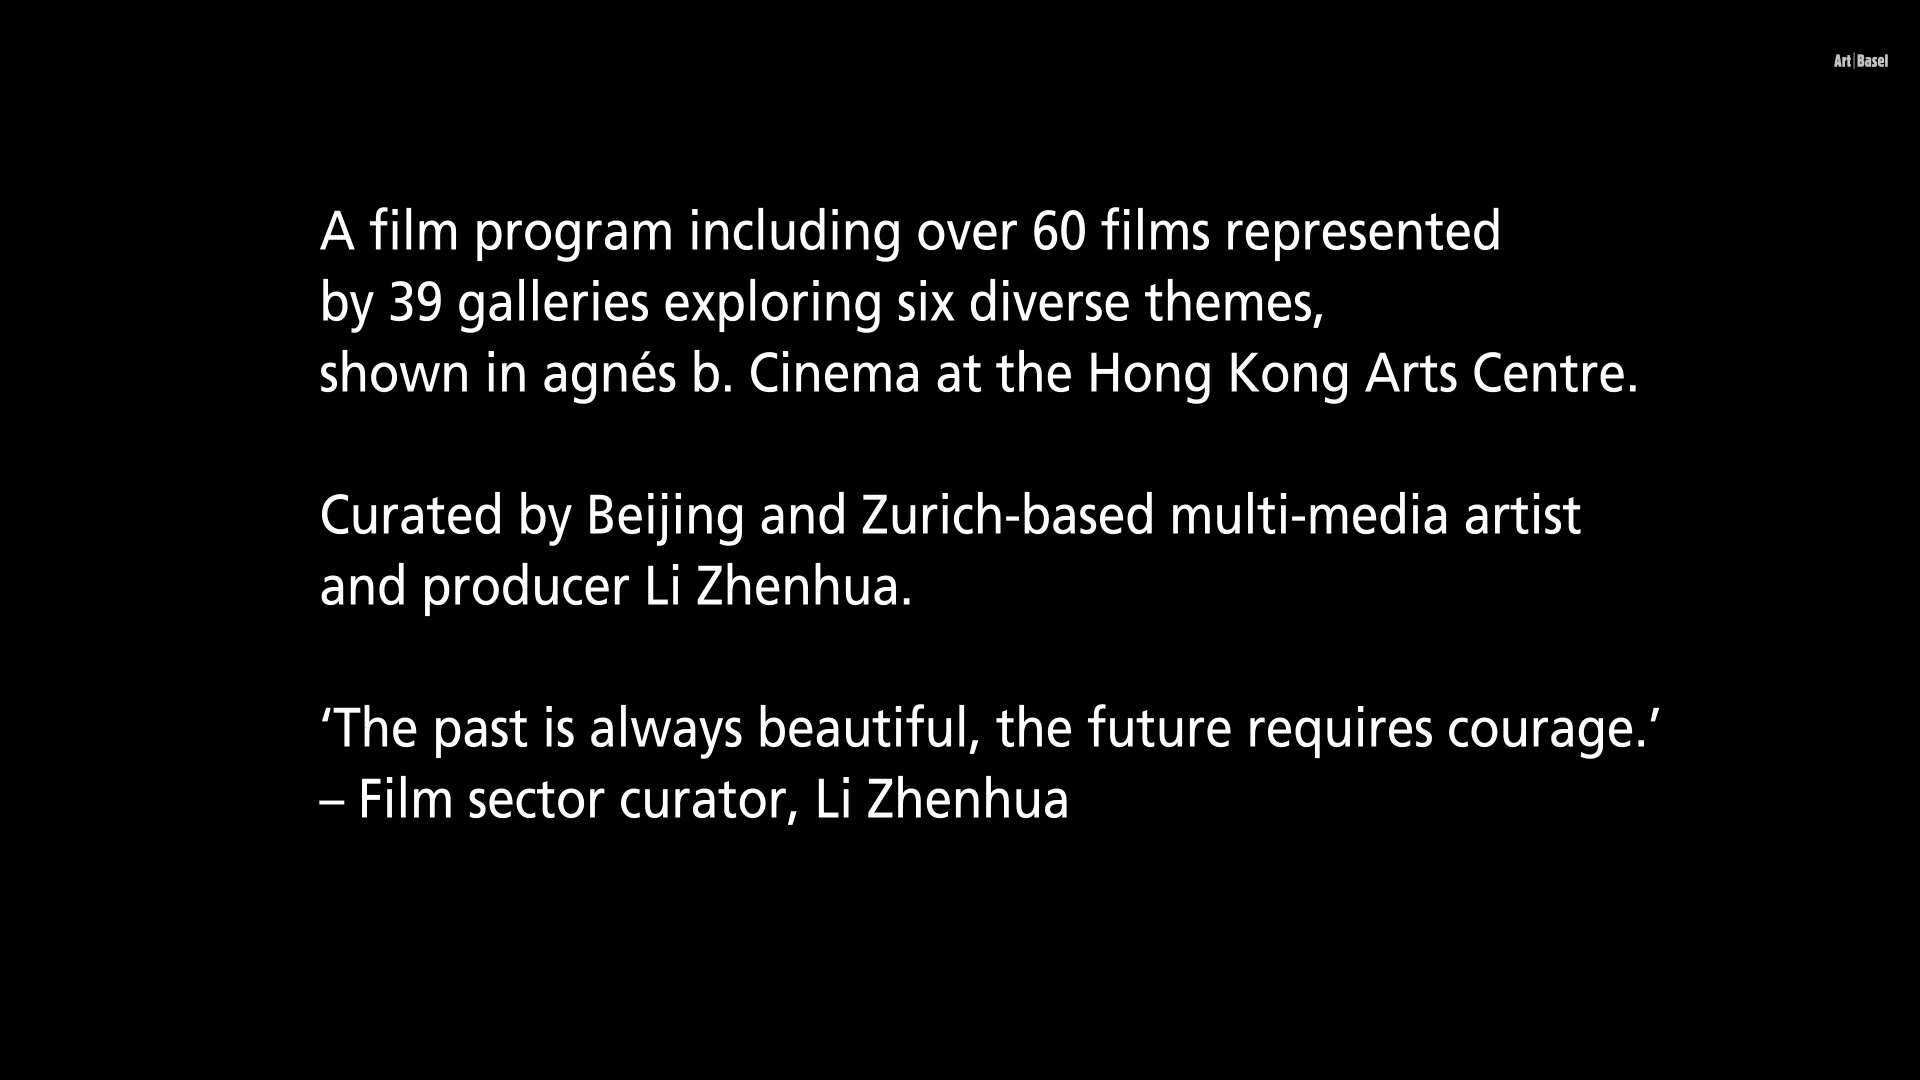 Art|Basel
A film program including over 60 films represented
by 39 galleries exploring six diverse themes,
shown in agnés b. Cinema at the Hong Kong Arts Centre.
Curated by Beijing and Zurich-based multi-media artist
and producer Li Zhenhua.
‘The past is always beautiful, the future requires courage.’
– Film sector curator, Li Zhenhua